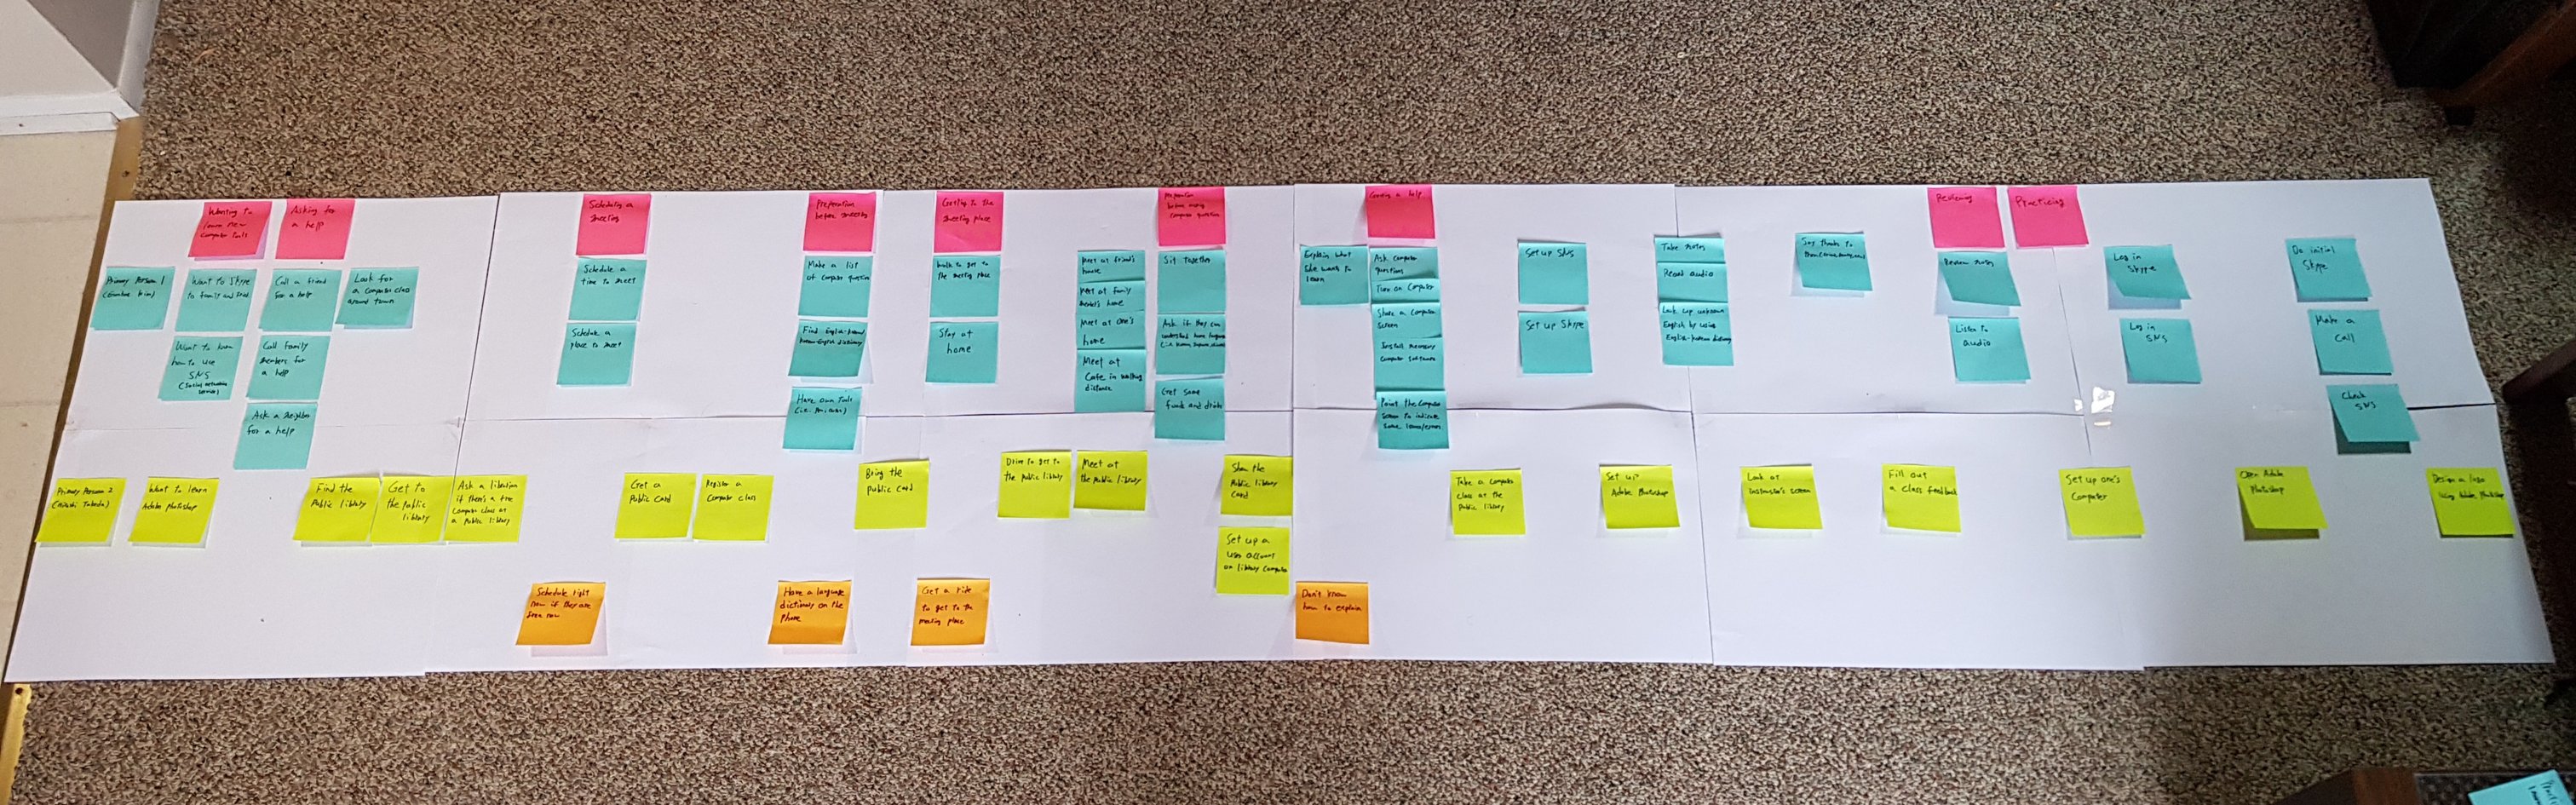 Wanting to
learn new
computer tools
Asking for
a help
Scheduling a
meeting
Preparation
before meeting
Getting to the
meeting place
Preparation
before asking
computer question
Getting a help
Reviewing
Practicing
Primary Persona 1
Want to Skype
to family and friend
Call a friend
for a help
Look for
a computer class
around town
Want to know
how to use
SNS
(Social network
service)
Call family
members for
a help
Ask a neighbor
for a help
Schedule a
time to meet
Schedule a
place to meet
Make a list
of computer question
Find English-korean/
korean-English dictionary
Have own tools
Walk to get to
the meeting place
Stay at
home
Meet at friend's
house
Meet at family
member's home
Meet at one's
home
Meet at
Cafe in walking
distance
Sit together
Ask if they can
understand home language
Get some
foods and drinks
Explain what
she wants to
learn
Ask computer
questions
Turn on computer
Share a computer
screen
Install necessary
computer software
Point the computer
screen to indicate
some
Set up SNS
Set up Skype
Take notes
Record audio
Look up unknown
English by using
English-korean dictionary
Say thanks to
Review notes
Listen to
audio
Log in
Skype
Log in
SNS
Do initial
Skype
Make a
Call
Check
SNS
Primary Persona 2
Want to learn
Adobe Photoshop
Find the
Public library
Get to
the public
library
Ask a librarian
if there's a free
computer class at
a public library
Get a
Public Card
Register a
Computer class
Bring the
public card
Drive to get to
the public library
Meet at
the public library
Show the
Public library
card
Set up a
user account
on library computer
Take a computer
class at the
Public library
Set up
Adobe Photoshop
Look at
instructor's screen
Fill out
a class feedback
Set up one's
Computer
Open Adobe
Photoshop
Design a logo
using Adobe Photoshop
Schedule right
now if they are
free now
Have a language
dictionary on the
phone
Get a ride
to get to the
meeting place
Don't know
how to explain